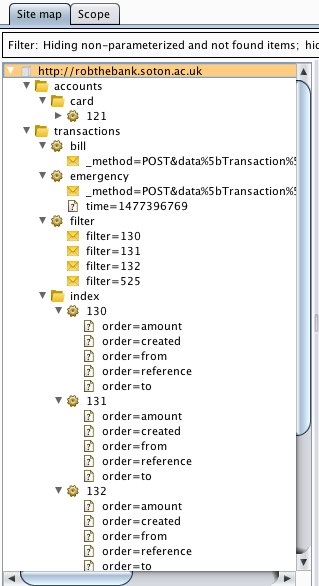 Site map
Scope
Filter: Hiding non-parameterized and not found items; hic
http://robthebank.soton.ac.uk
accounts
card
121
transactions
bill
_method=POST&data%5bTransaction%5
emergency
_method=POST&data%5bTransaction%5
time=1477396769
filter
filter=130
filter=131
filter=132
filter=525
index
130
order=amount
order=created
order=from
order=reference
order=to
131
order=amount
order=created
order=from
order=reference
order=to
132
order=amount
order=created
order=from
order=reference
order=to